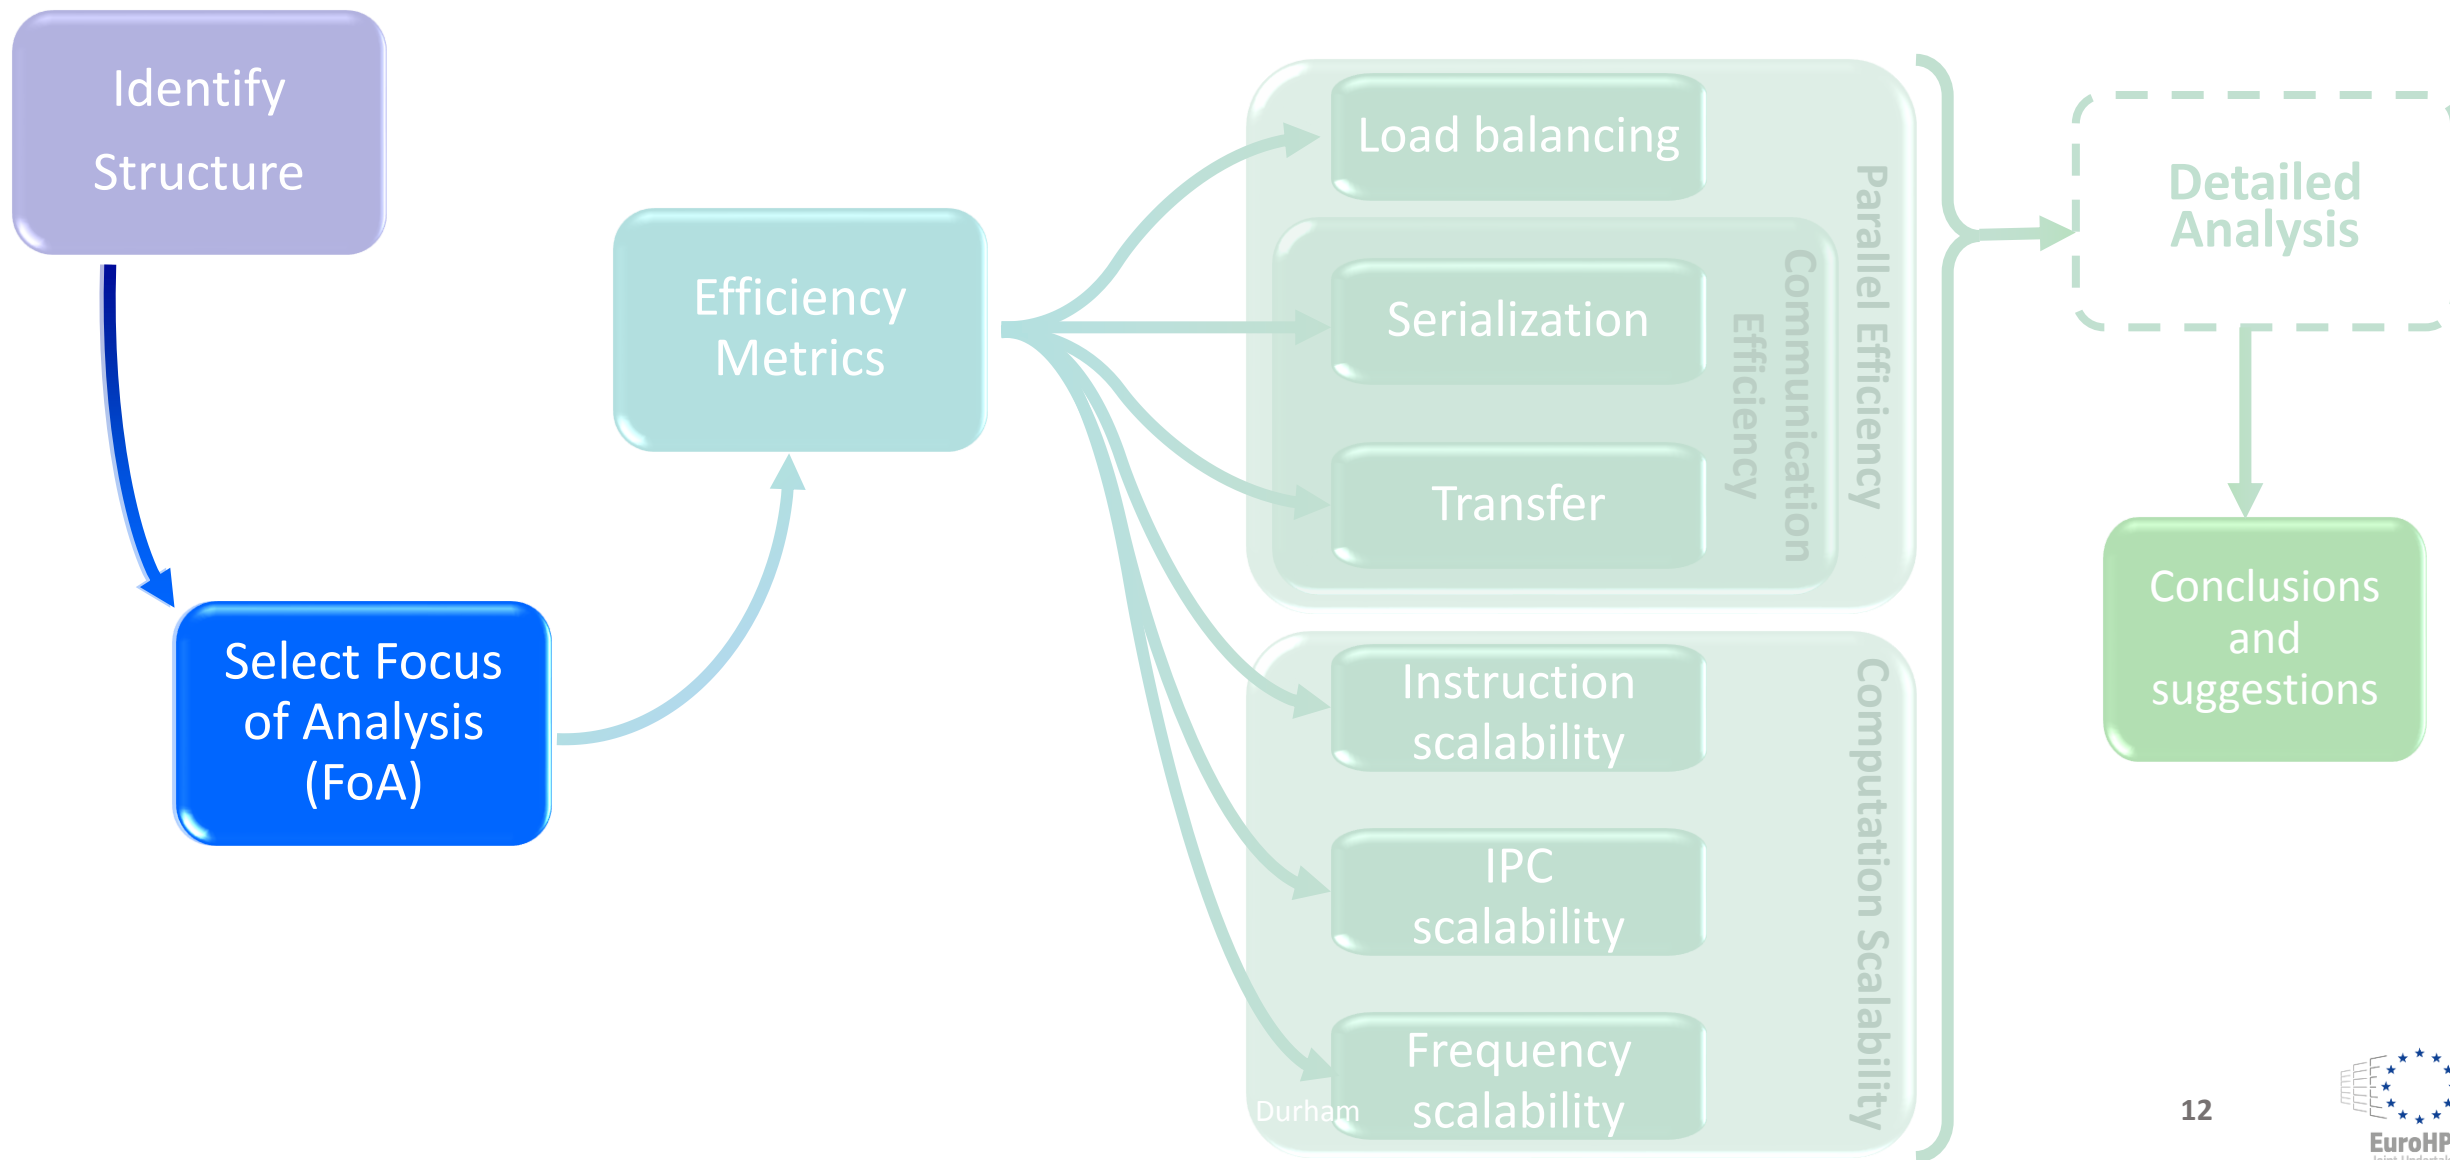 Identify
Structure
Select Focus
of Analysis
(FoA)
Efficiency
Metrics
Load balancing
Serialization
Transfer
Communication
Efficiency
Parallel Efficiency
Instruction
scalability
IPC
scalability
Frequency
scalability
Computation Scalability
Durham
Detailed
Analysis
Conclusions
and
suggestions
12
EuroHP